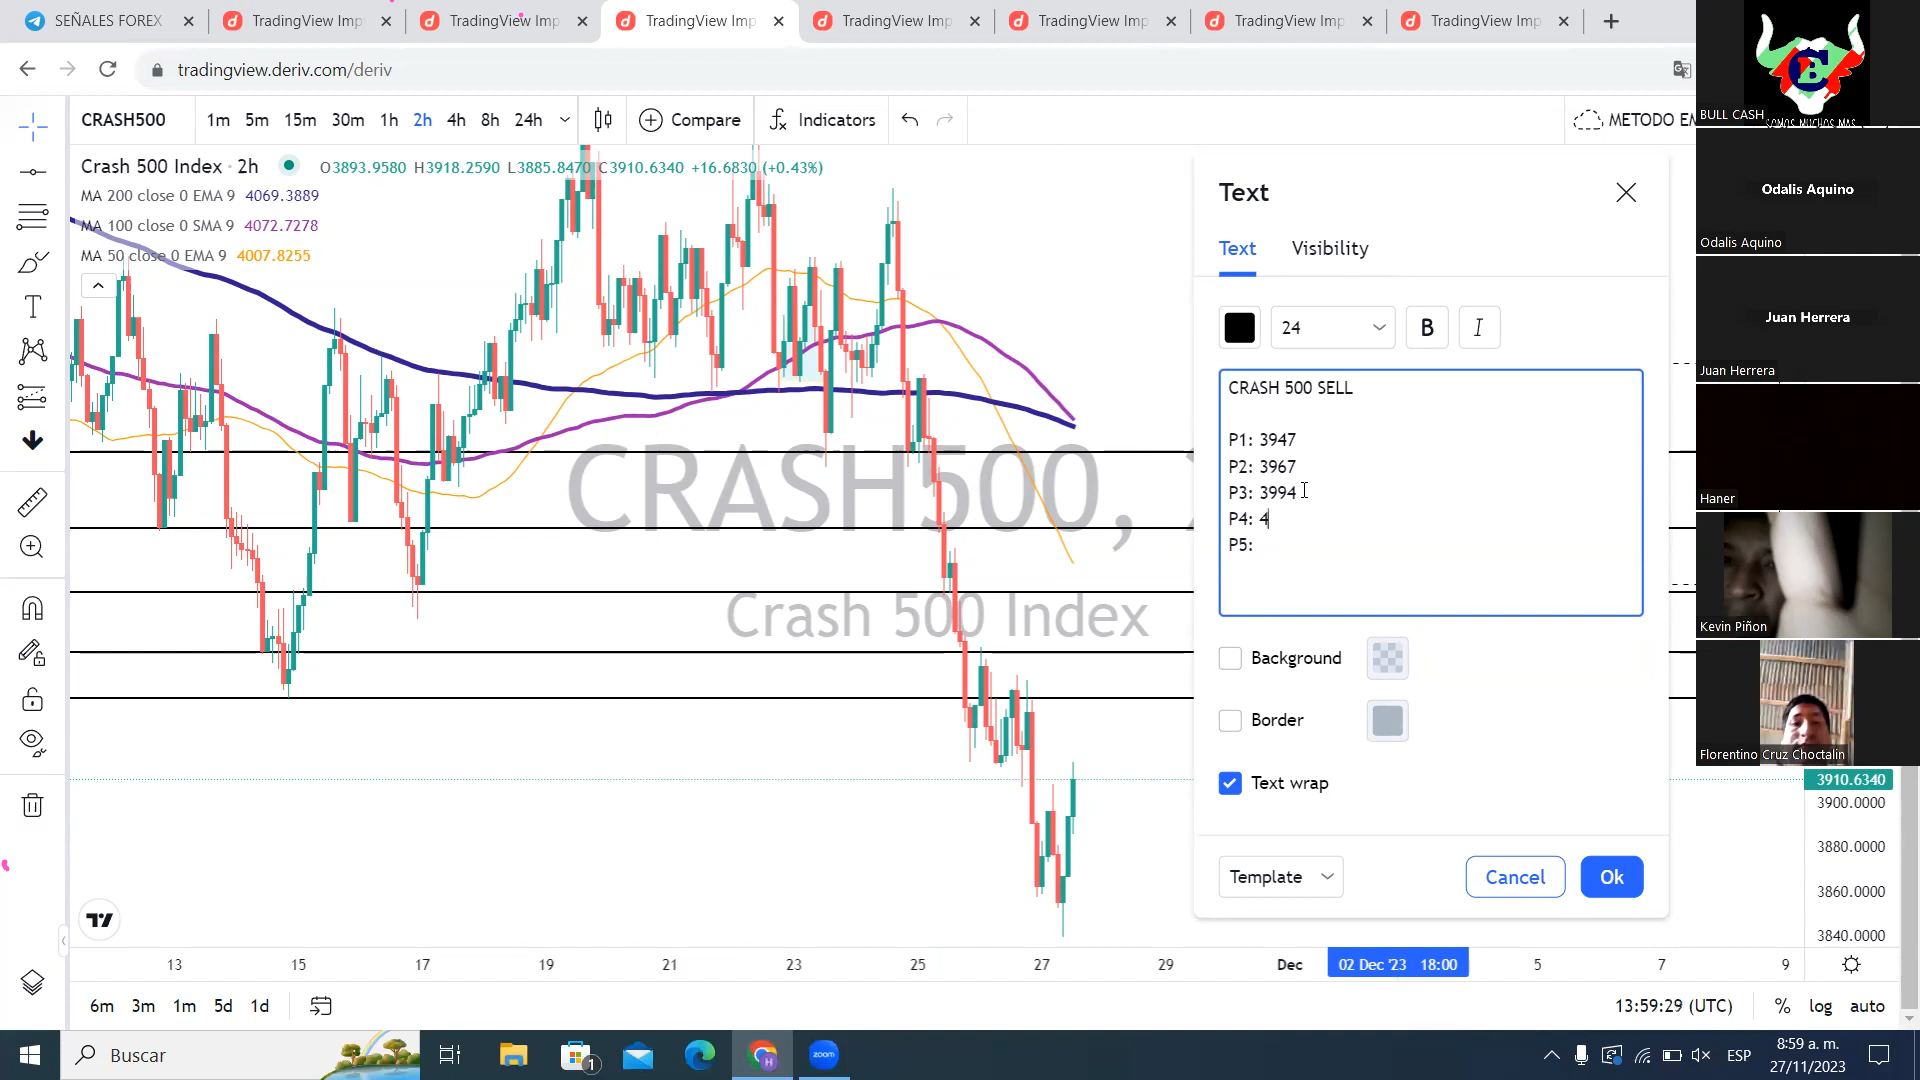 SEÑALES FOREX
TradingView Imp
TradingView Imp
TradingView Imp
TradingView Imp
TradingView Imp
TradingView Imp
TradingView Imp
tradingview.deriv.com/deriv
CRASH500
1m 5m 15m 30m 1h 2h 4h 8h 24h
Compare
Indicators
METODO EM
Crash 500 Index · 2h
O3893.9580 H3918.2590 L3885.8470 C3910.6340 +16.6830 (+0.43%)
MA 200 close 0 EMA 9 4069.3889
MA 100 close 0 SMA 9 4072.7278
MA 50 close 0 EMA 9 4007.8255
CRASH500,
Crash 500 Index
Text
Text Visibility
24
B I
CRASH 500 SELL
P1: 3947
P2: 3967
P3: 3994
P4: 4
P5:
Background
Border
Text wrap
Template
Cancel
Ok
BULL CASH
SOMOS MUCHOS MAS
Odalis Aquino
Odalis Aquino
Juan Herrera
Juan Herrera
Haner
Kevin Piñon
Florentino Cruz Choctalin
3910.6340
3900.0000
3880.0000
3860.0000
3840.0000
13 15 17 19 21 23 25 27 29 Dec 02 Dec '23 18:00 5 7 9
6m 3m 1m 5d 1d
13:59:29 (UTC)
% log auto
Buscar
1
zoom
ESP
8:59 a. m.
27/11/2023